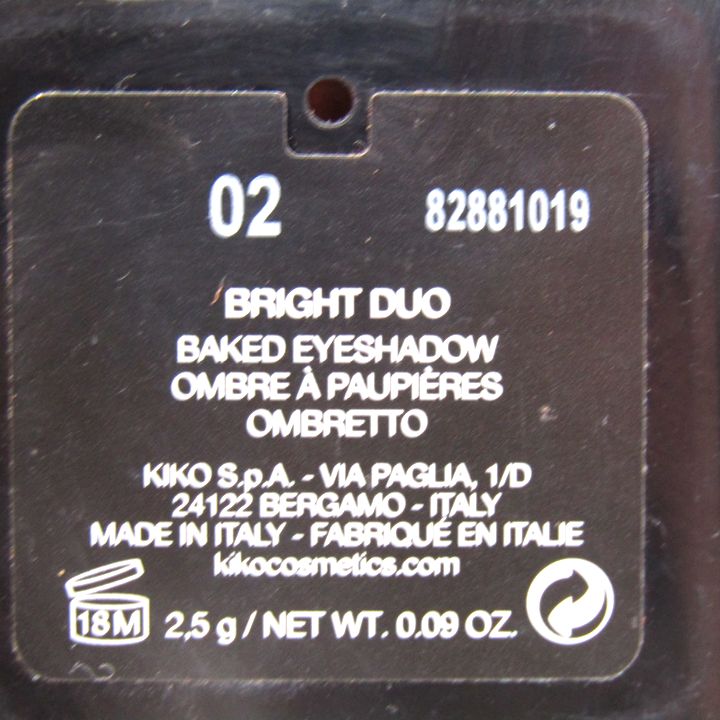 02 82881019
BRIGHT DUO
BAKED EYESHADOW
OMBRE À PAUPIÈRES
OMBRETTO
KIKO S.p.A. - VIA PAGLIA, 1/D
24122 BERGAMO - ITALY
MADE IN ITALY - FABRIQUÉ EN ITALIE
kikocosmetics.com
18M 2,5 g / NET WT. 0.09 OZ.